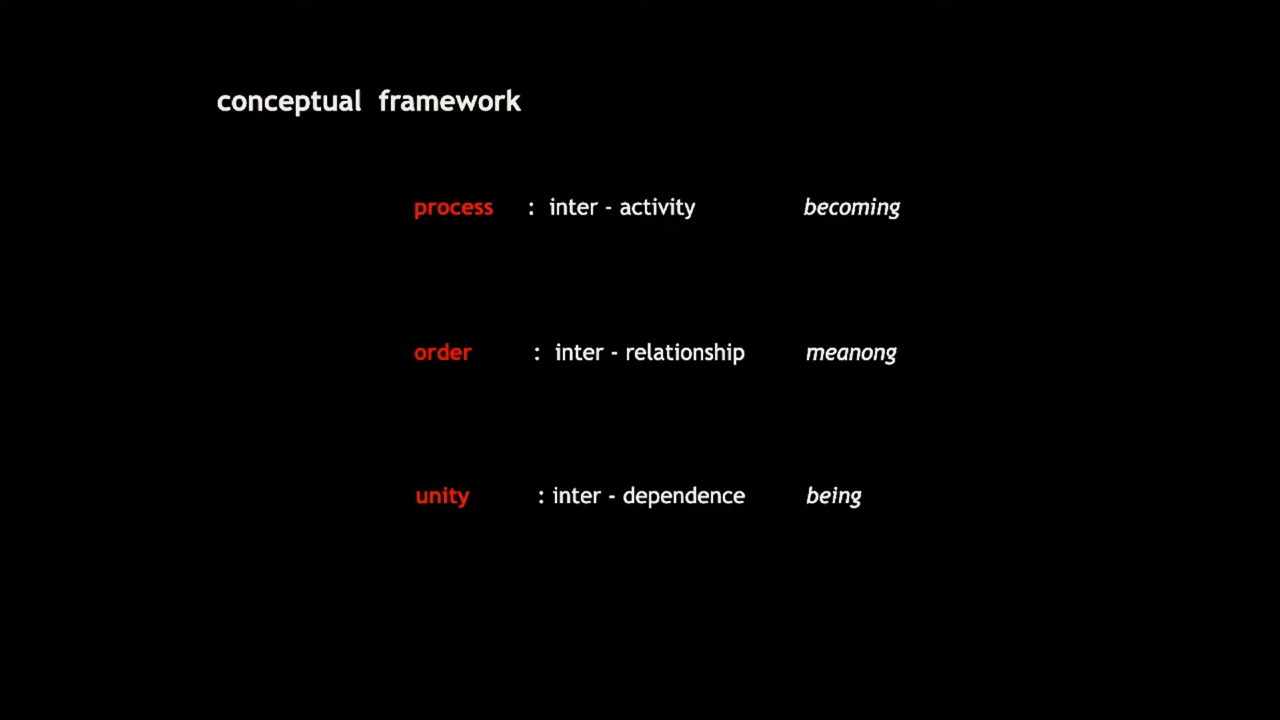 conceptual framework
process : inter - activity becoming
order : inter - relationship meanong
unity : inter - dependence being